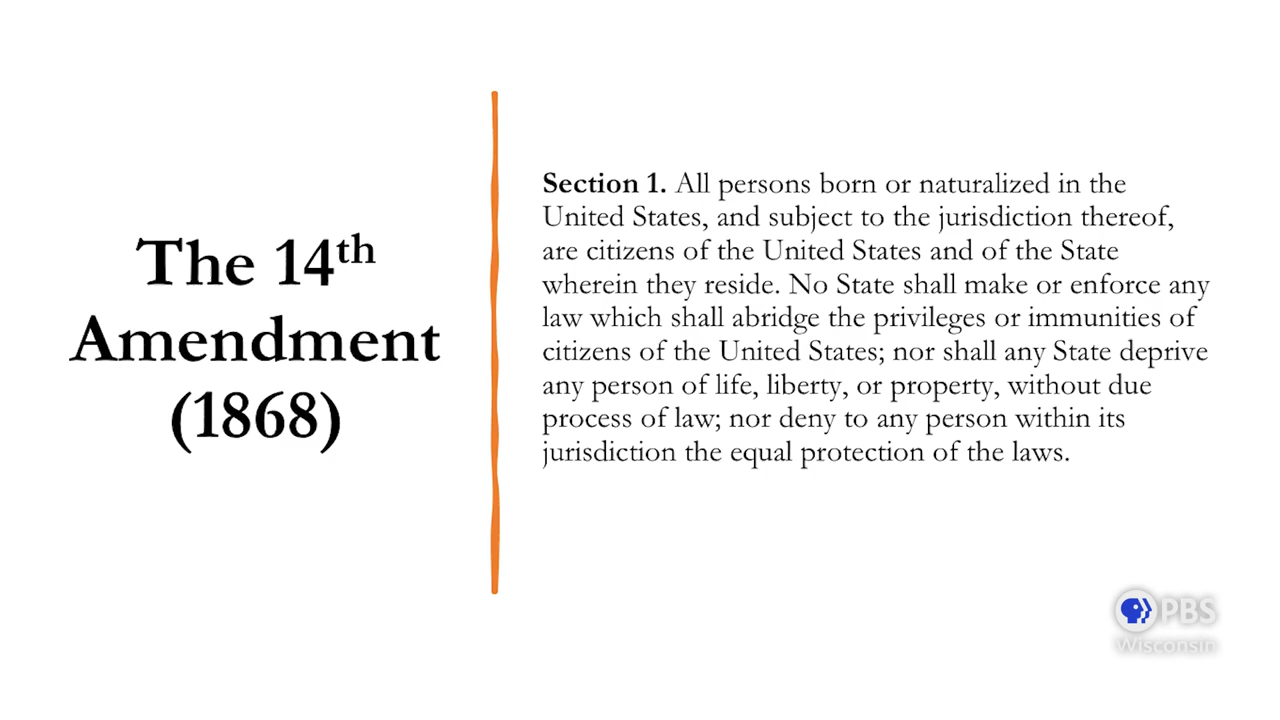 The 14th
Amendment
(1868)
Section 1. All persons born or naturalized in the
United States, and subject to the jurisdiction thereof,
are citizens of the United States and of the State
wherein they reside. No State shall make or enforce any
law which shall abridge the privileges or immunities of
citizens of the United States; nor shall any State deprive
any person of life, liberty, or property, without due
process of law; nor deny to any person within its
jurisdiction the equal protection of the laws.
PBS
Wisconsin